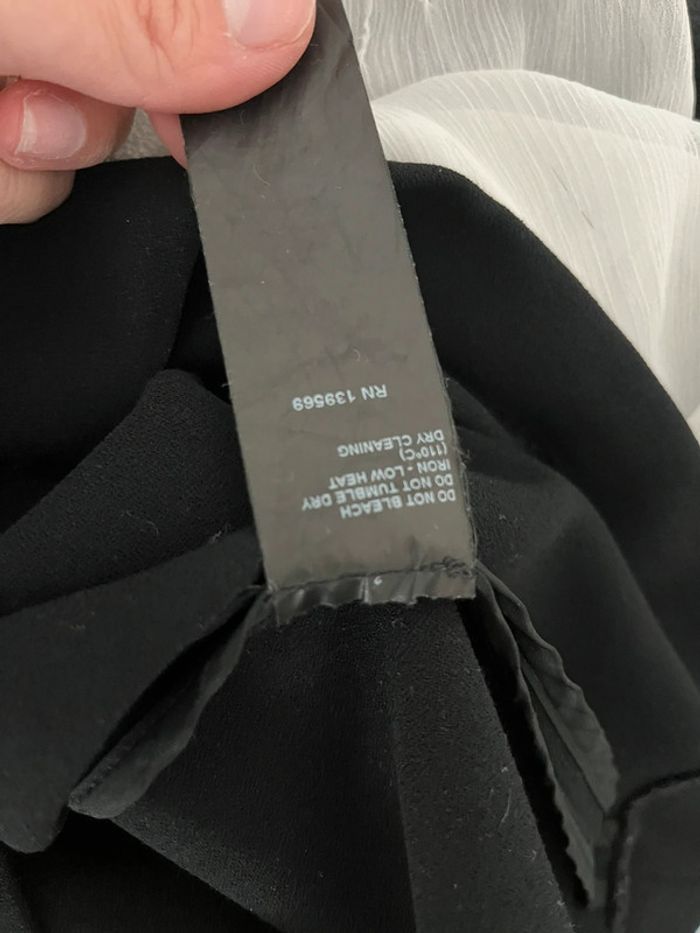 DO NOT BLEACH
DO NOT TUMBLE DRY
IRON - LOW HEAT
(110°C)
DRY CLEANING
RN 139569